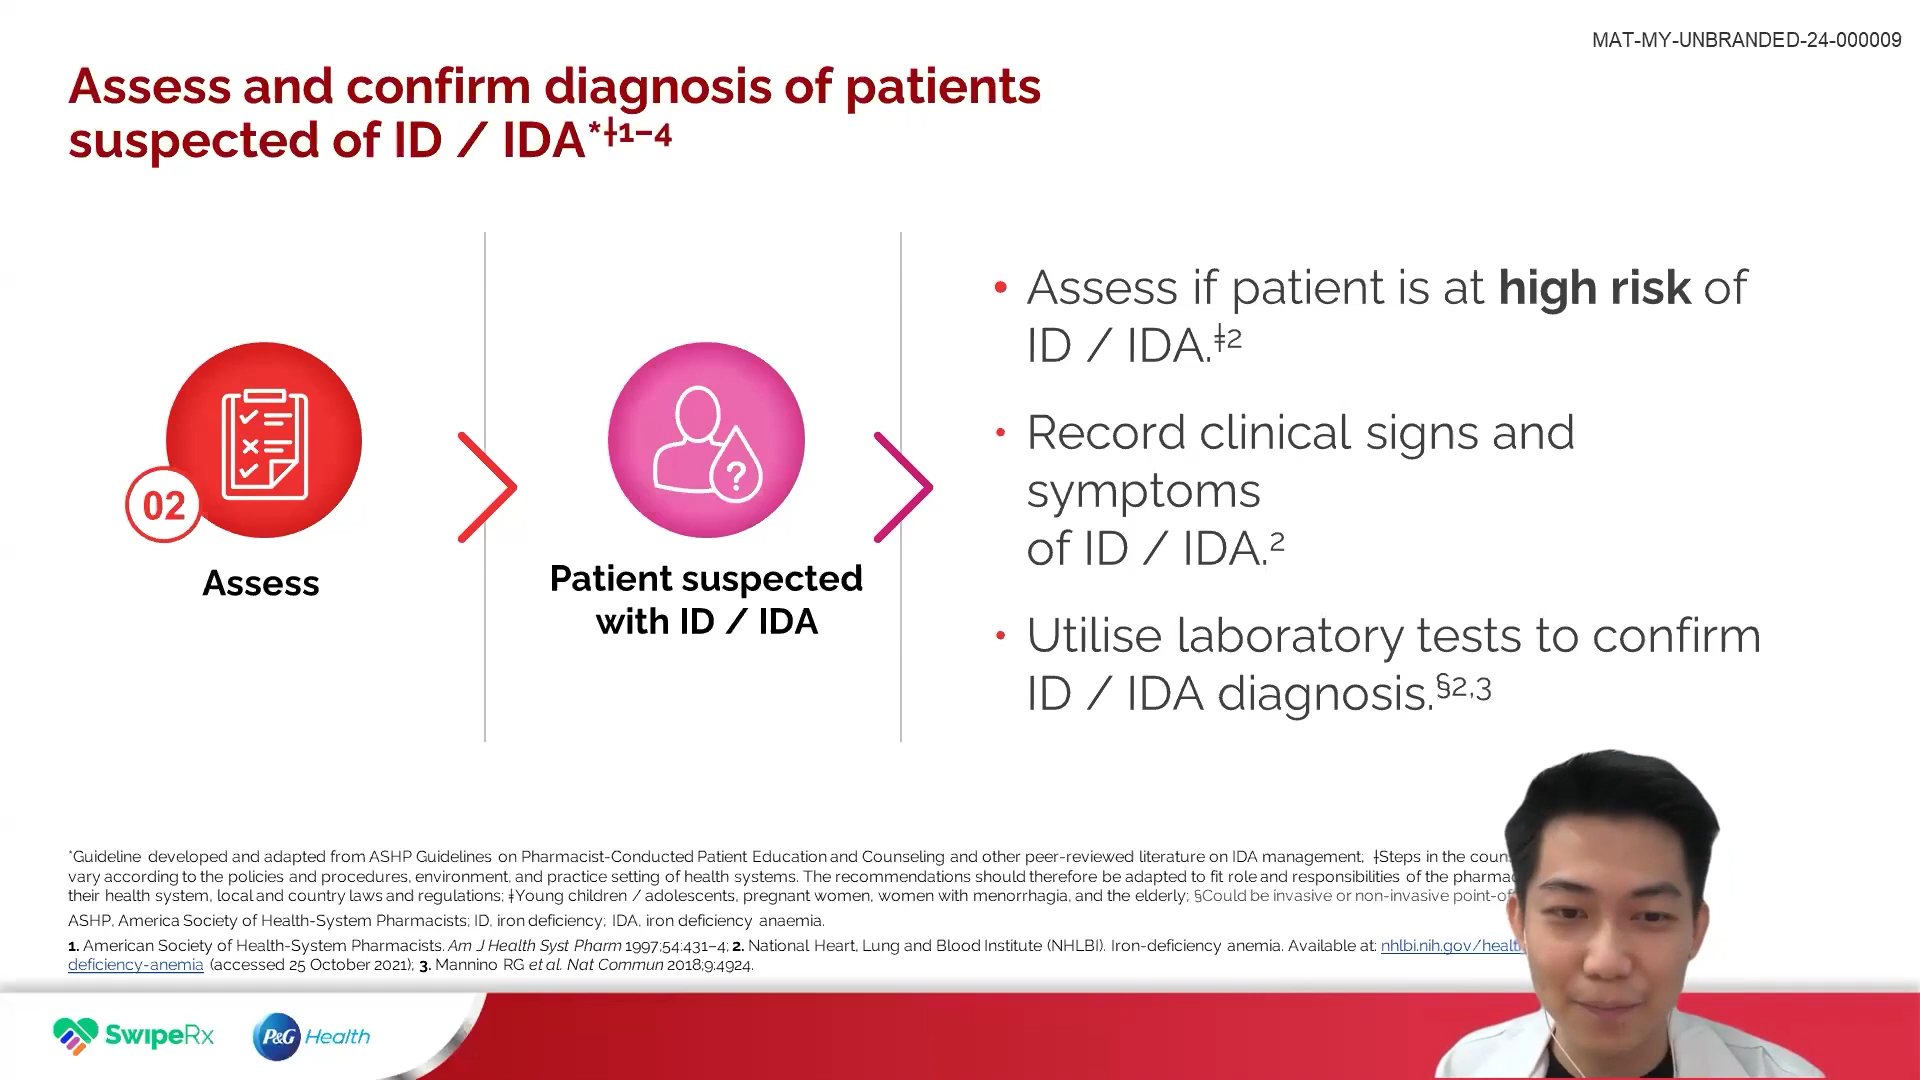 MAT-MY-UNBRANDED-24-000009
Assess and confirm diagnosis of patients
suspected of ID / IDA*ƚ1–4
02
Assess
?
Patient suspected
with ID / IDA
• Assess if patient is at high risk of
ID / IDA.ǂ2
• Record clinical signs and
symptoms
of ID / IDA.2
• Utilise laboratory tests to confirm
ID / IDA diagnosis.§2,3
*Guideline developed and adapted from ASHP Guidelines on Pharmacist-Conducted Patient Education and Counseling and other peer-reviewed literature on IDA management; ƚSteps in the
vary according to the policies and procedures, environment, and practice setting of health systems. The recommendations should therefore be adapted to fit role and responsibilities of the
their health system, local and country laws and regulations; ǂYoung children / adolescents, pregnant women, women with menorrhagia, and the elderly; §Could be invasive or non-invasive
ASHP, America Society of Health-System Pharmacists; ID, iron deficiency; IDA, iron deficiency anaemia.
1. American Society of Health-System Pharmacists. Am J Health Syst Pharm 1997;54:431–4; 2. National Heart, Lung and Blood Institute (NHLBI). Iron-deficiency anemia. Available at: nhlbi.nih.gov/healt
deficiency-anemia (accessed 25 October 2021); 3. Mannino RG et al. Nat Commun 2018;9:4924.
SwipeRx
P&G Health